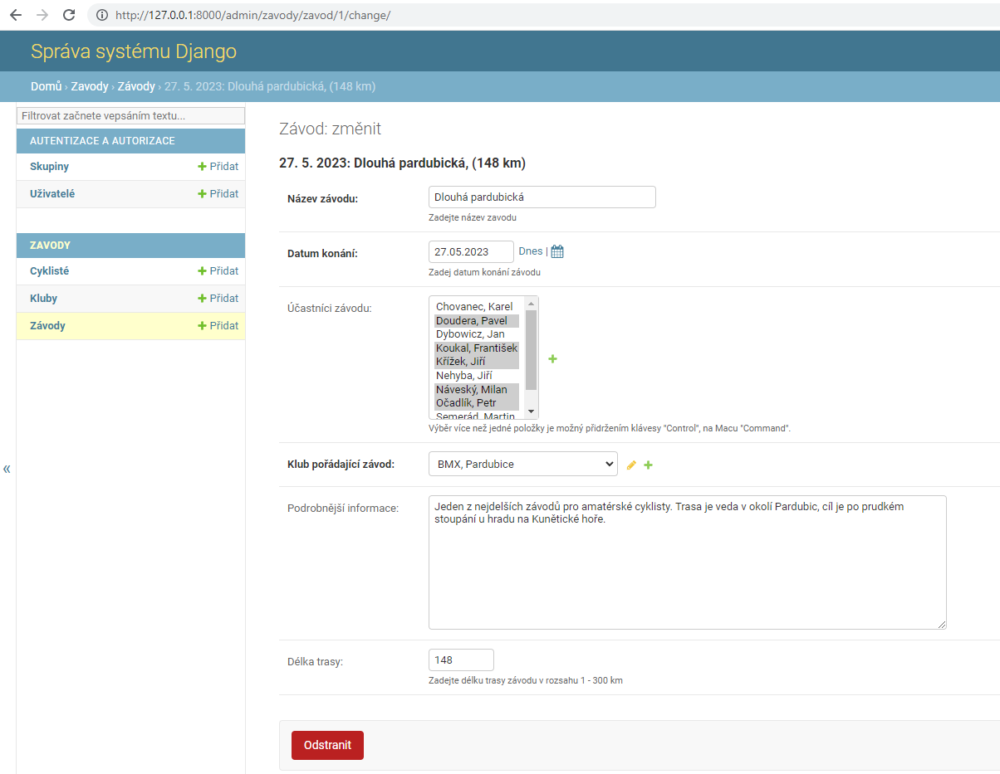 http://127.0.0.1:8000/admin/zavody/zavod/1/change/
Správa systému Django
Domů › Zavody › Závody › 27. 5. 2023: Dlouhá pardubická, (148 km)
Filtrovat začnete vepsáním textu...
AUTENTIZACE A AUTORIZACE
Skupiny + Přidat
Uživatelé + Přidat
ZAVODY
Cyklisté + Přidat
Kluby + Přidat
Závody + Přidat
«
Závod: změnit
27. 5. 2023: Dlouhá pardubická, (148 km)
Název závodu: Dlouhá pardubická
Zadejte název zavodu
Datum konání: 27.05.2023 Dnes |
Zadej datum konání závodu
Účastníci závodu:
Chovanec, Karel
Doudera, Pavel
Dybowicz, Jan
Koukal, František
Křížek, Jiří
Nehyba, Jiří
Náveský, Milan
Očadlík, Petr
Semerád, Martin
Výběr více než jedné položky je možný přidržením klávesy "Control", na Macu "Command".
Klub pořádající závod: BMX, Pardubice
Podrobnější informace:
Jeden z nejdelších závodů pro amatérské cyklisty. Trasa je veda v okolí Pardubic, cíl je po prudkém
stoupání u hradu na Kunětické hoře.
Délka trasy: 148
Zadejte délku trasy závodu v rozsahu 1 - 300 km
Odstranit